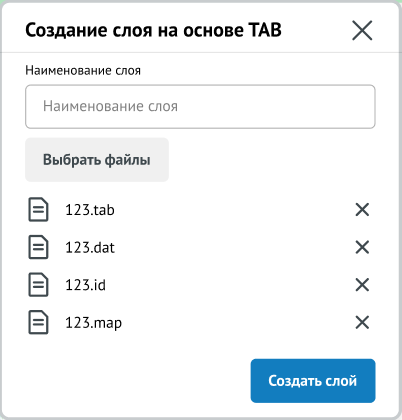 Создание слоя на основе TAB
Наименование слоя
Наименование слоя
Выбрать файлы
123.tab
123.dat
123.id
123.map
Создать слой